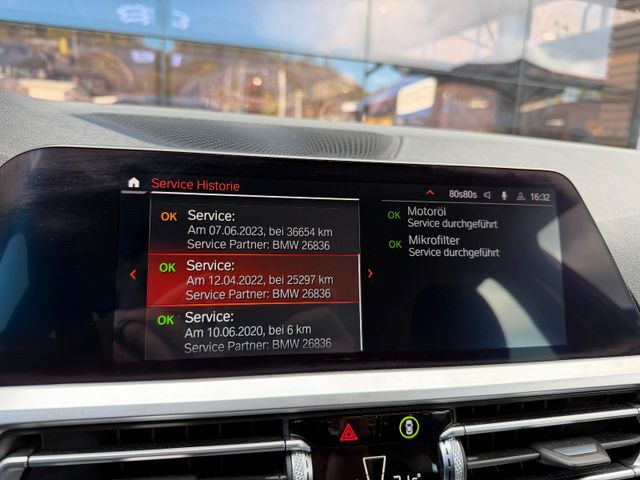 Service Historie
80s80s
16:32
OK Service:
Am 07.06.2023, bei 36654 km
Service Partner: BMW 26836
OK Service:
Am 12.04.2022, bei 25297 km
Service Partner: BMW 26836
OK Service:
Am 10.06.2020, bei 6 km
Service Partner: BMW 26836
OK Motoröl
Service durchgeführt
OK Mikrofilter
Service durchgeführt